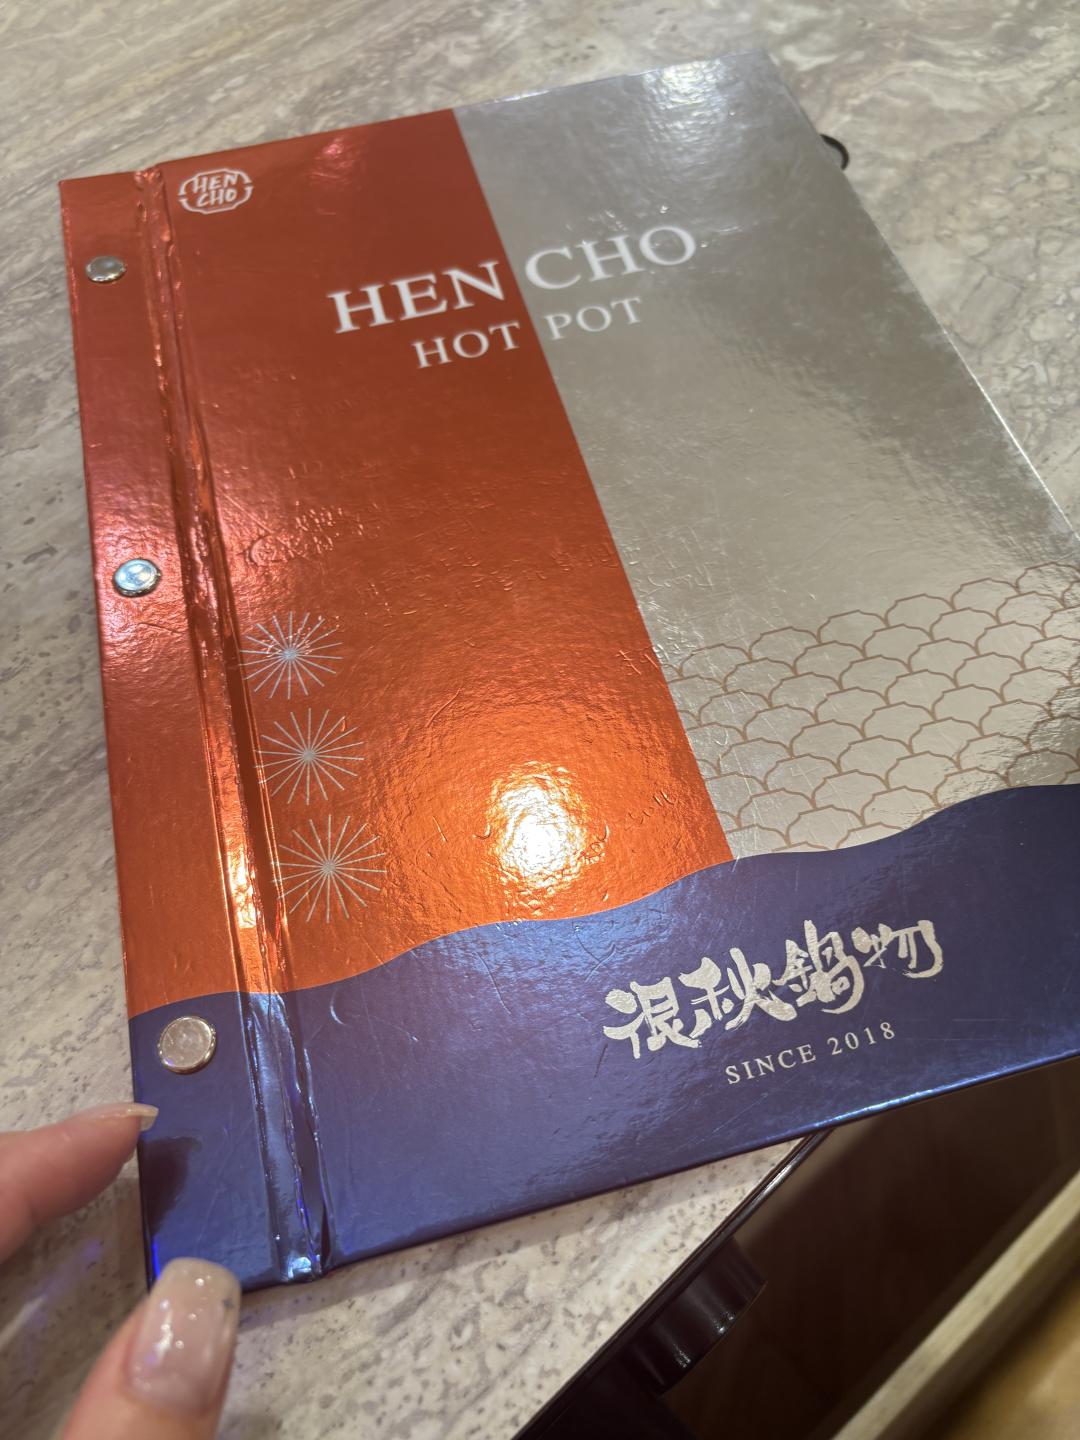 HEN
CHO
HEN CHO
HOT POT
很秋鍋物
SINCE 2018